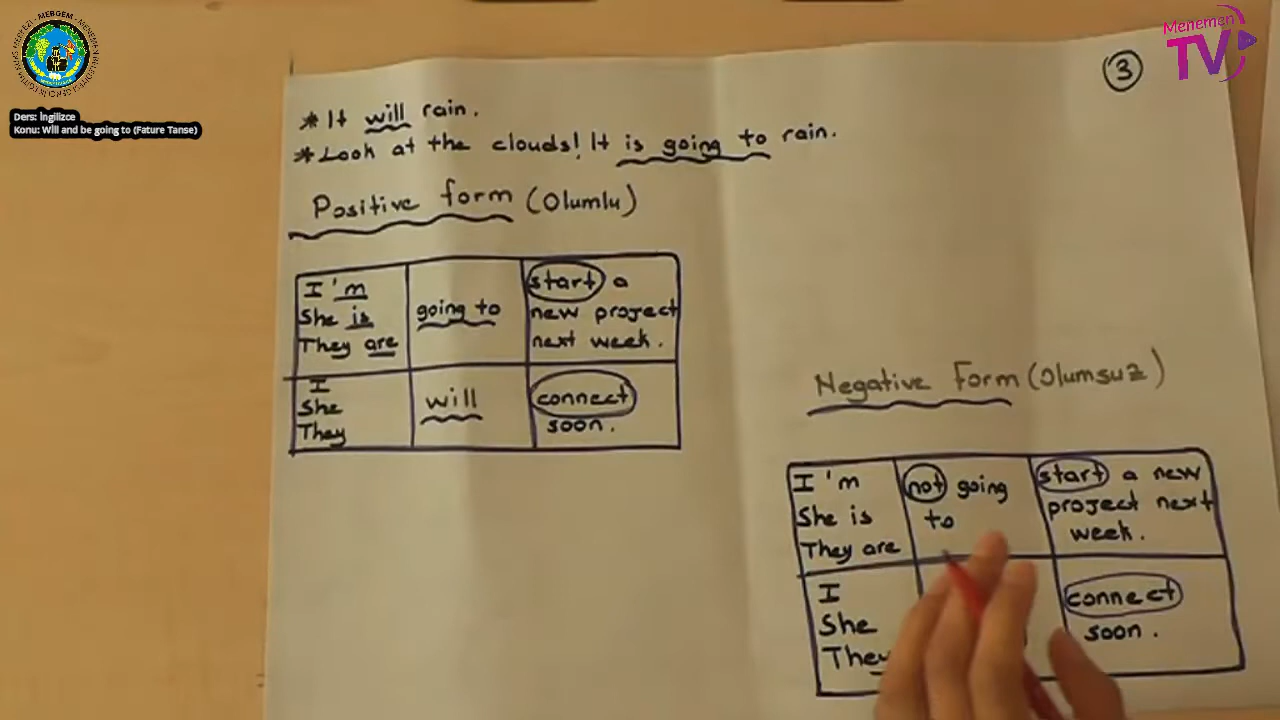 Menemen
TV
Ders: İngilizce
Konu: Will and be going to (Fature Tanse)
3
* It will rain.
* Look at the clouds! It is going to rain.
Positive form (Olumlu)
I'm
She is
They are
going to
start a
new project
next week.
I
She
They
will
connect
soon.
Negative Form (Olumsuz)
I'm
She is
They are
not going
to
start a new
project next
week.
I
She
They
connect
soon.